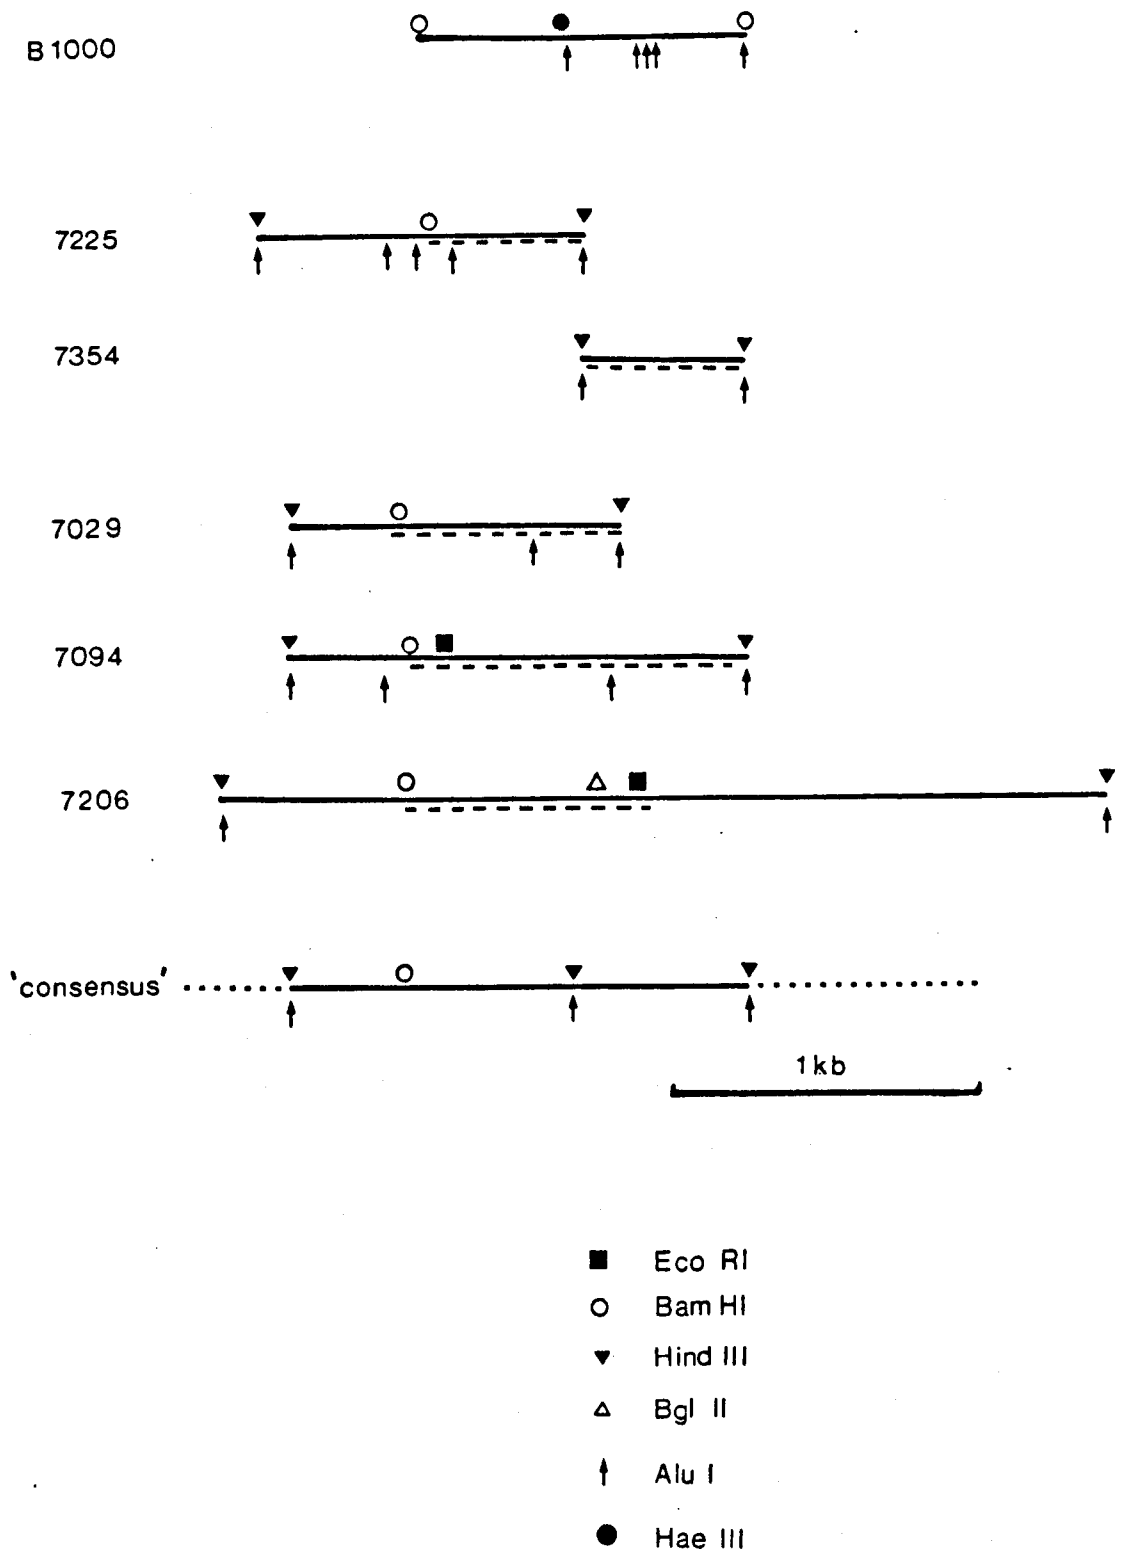 B1000
7225
7354
7029
7094
7206
'consensus'
1kb
Eco RI
Bam HI
Hind III
Bgl II
Alu I
Hae III